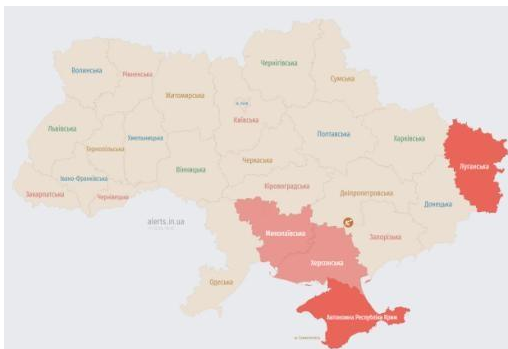 Чернігівська
Волинська
Рівненська
Сумська
Житомирська
м. Київ
Київська
Львівська
Хмельницька
Полтавська
Харківська
Тернопільська
Черкаська
Луганська
Вінницька
Івано-Франківська
Кіровоградська
Дніпропетровська
Закарпатська
Чернівецька
Донецька
alerts.in.ua
Миколаївська
Запорізька
Херсонська
Одеська
Автономна Республіка Крим